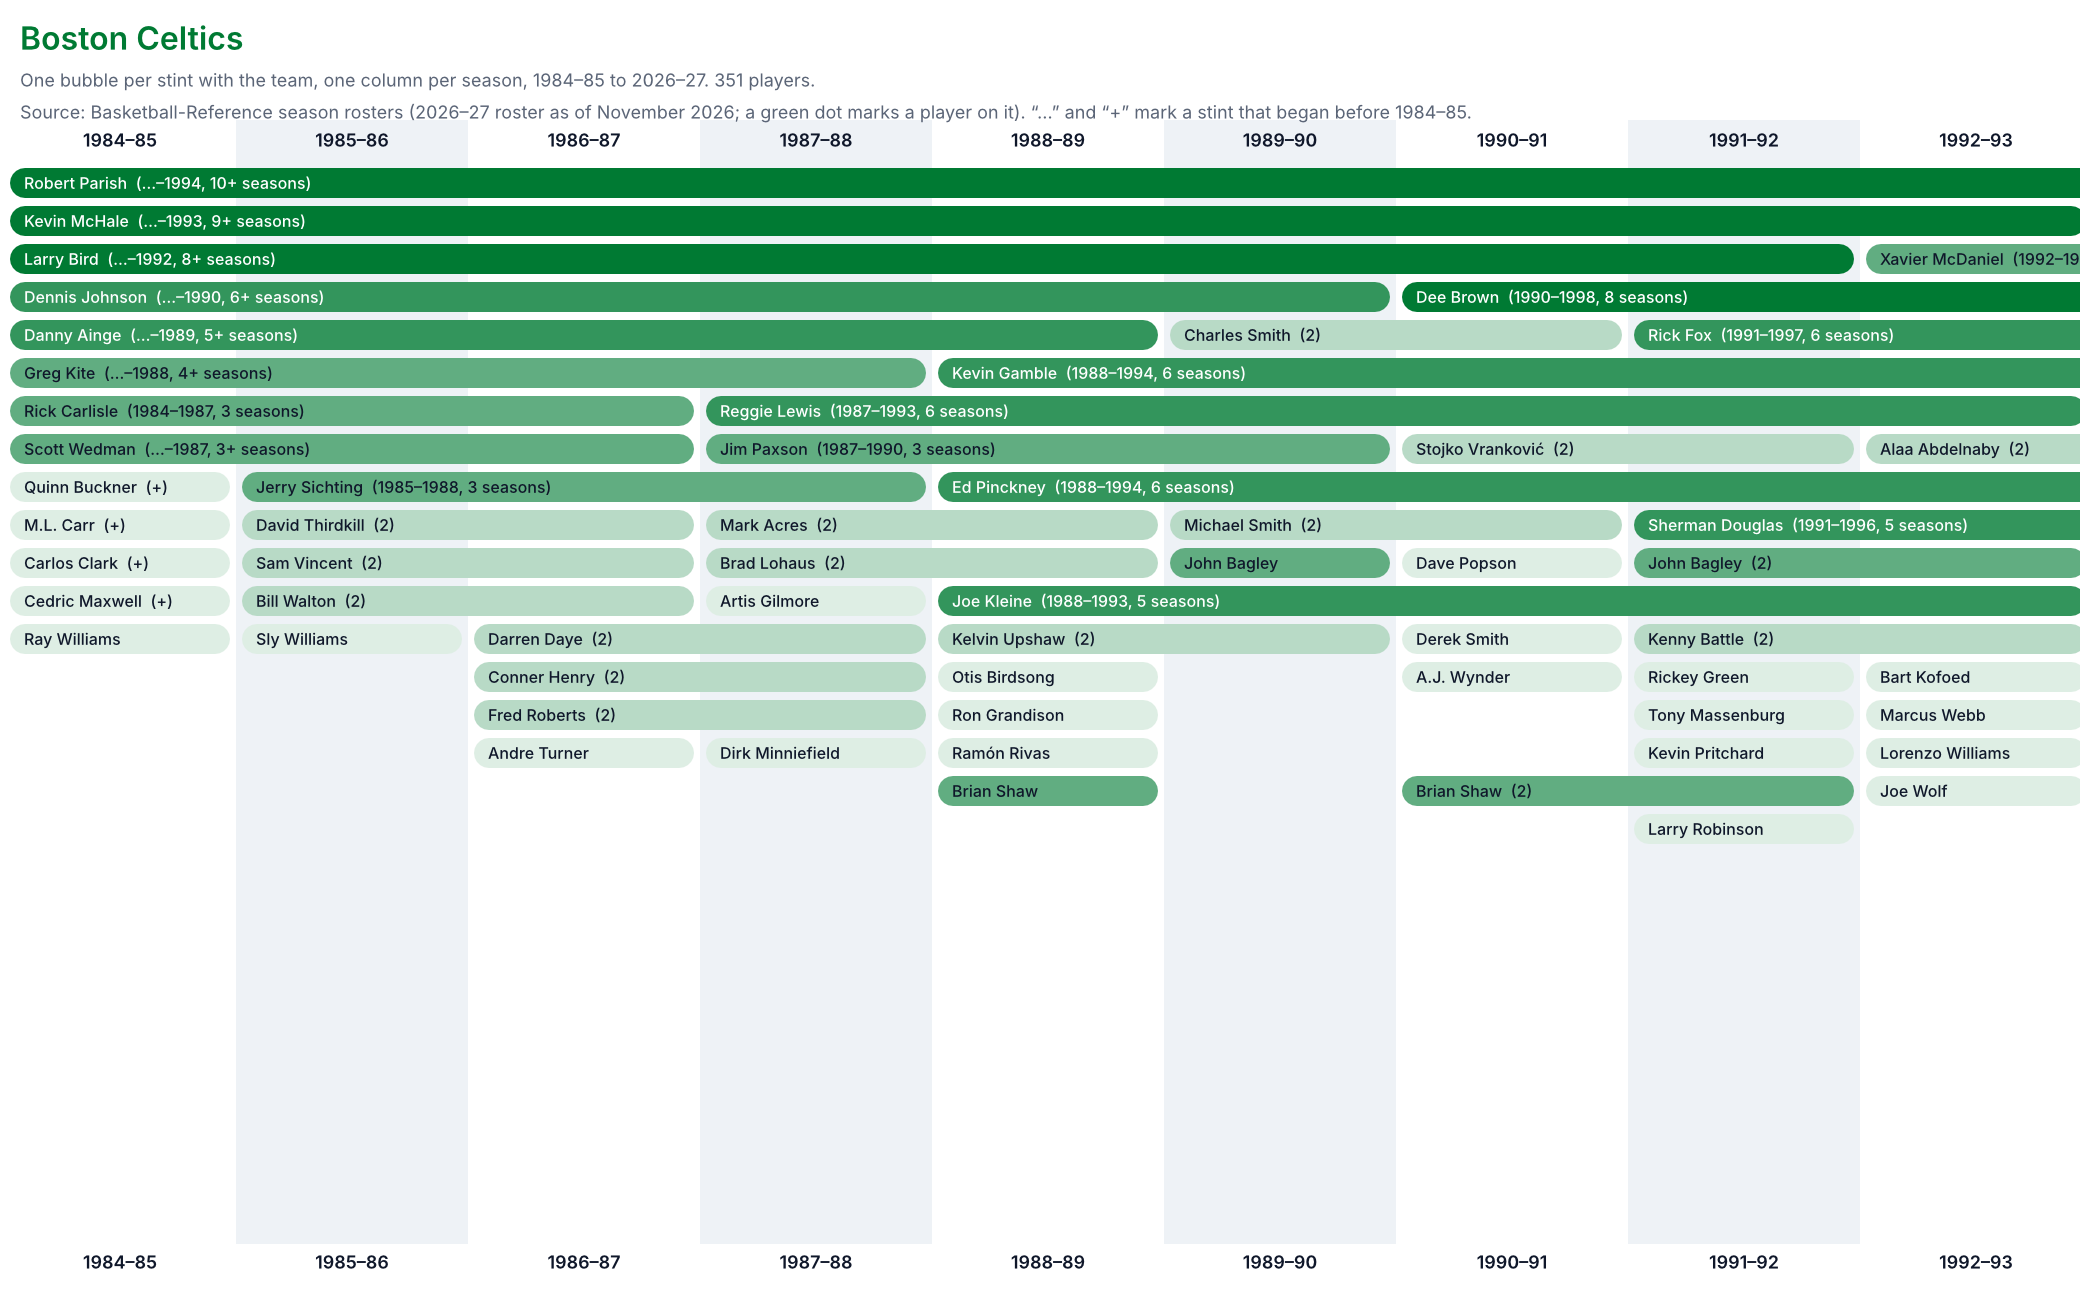 Boston Celtics
One bubble per stint with the team, one column per season, 1984–85 to 2026–27. 351 players.
Source: Basketball-Reference season rosters (2026–27 roster as of November 2026; a green dot marks a player on it). “…” and “+” mark a stint that began before 1984–85.
1984–85 1985–86 1986–87 1987–88 1988–89 1989–90 1990–91 1991–92 1992–93
Robert Parish (…–1994, 10+ seasons)
Kevin McHale (…–1993, 9+ seasons)
Larry Bird (…–1992, 8+ seasons) Xavier McDaniel (1992–19
Dennis Johnson (…–1990, 6+ seasons) Dee Brown (1990–1998, 8 seasons)
Danny Ainge (…–1989, 5+ seasons) Charles Smith (2) Rick Fox (1991–1997, 6 seasons)
Greg Kite (…–1988, 4+ seasons) Kevin Gamble (1988–1994, 6 seasons)
Rick Carlisle (1984–1987, 3 seasons) Reggie Lewis (1987–1993, 6 seasons)
Scott Wedman (…–1987, 3+ seasons) Jim Paxson (1987–1990, 3 seasons) Stojko Vranković (2) Alaa Abdelnaby (2)
Quinn Buckner (+) Jerry Sichting (1985–1988, 3 seasons) Ed Pinckney (1988–1994, 6 seasons)
M.L. Carr (+) David Thirdkill (2) Mark Acres (2) Michael Smith (2) Sherman Douglas (1991–1996, 5 seasons)
Carlos Clark (+) Sam Vincent (2) Brad Lohaus (2) John Bagley Dave Popson John Bagley (2)
Cedric Maxwell (+) Bill Walton (2) Artis Gilmore Joe Kleine (1988–1993, 5 seasons)
Ray Williams Sly Williams Darren Daye (2) Kelvin Upshaw (2) Derek Smith Kenny Battle (2)
Conner Henry (2) Otis Birdsong A.J. Wynder Rickey Green Bart Kofoed
Fred Roberts (2) Ron Grandison Tony Massenburg Marcus Webb
Andre Turner Dirk Minniefield Ramón Rivas Kevin Pritchard Lorenzo Williams
Brian Shaw Brian Shaw (2) Joe Wolf
Larry Robinson
1984–85 1985–86 1986–87 1987–88 1988–89 1989–90 1990–91 1991–92 1992–93